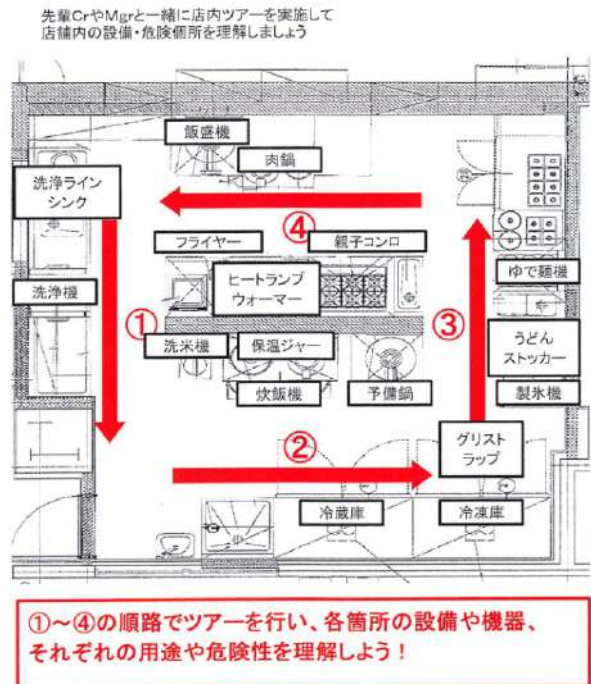 先輩CrやMgrと一緒に店内ツアーを実施して
店舗内の設備・危険個所を理解しましょう
飯盛機
肉鍋
洗浄ライン
シンク
④
フライヤー
親子コンロ
ヒートランプ
ウォーマー
ゆで麺機
洗浄機
①
③
洗米機
保温ジャー
うどん
ストッカー
炊飯機
予備鍋
製氷機
②
グリスト
ラップ
冷蔵庫
冷凍庫
①～④の順路でツアーを行い、各箇所の設備や機器、
それぞれの用途や危険性を理解しよう！